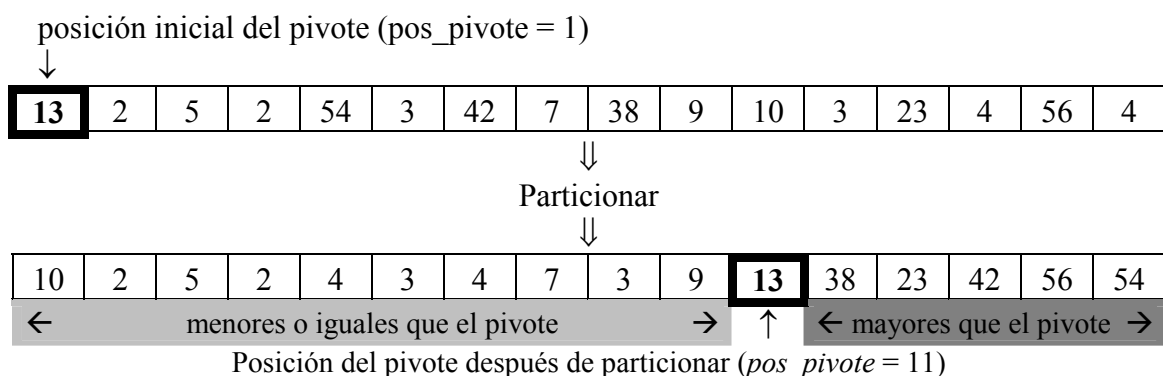 posición inicial del pivote (pos_pivote = 1)
↓
13 2 5 2 54 3 42 7 38 9 10 3 23 4 56 4
⇓
Particionar
⇓
10 2 5 2 4 3 4 7 3 9 13 38 23 42 56 54
← menores o iguales que el pivote → ↑ ← mayores que el pivote →
Posición del pivote después de particionar (pos_pivote = 11)